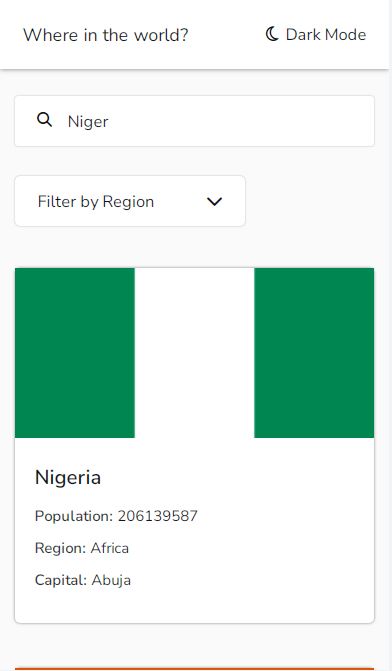 Where in the world? Dark Mode
Niger
Filter by Region
Nigeria
Population: 206139587
Region: Africa
Capital: Abuja